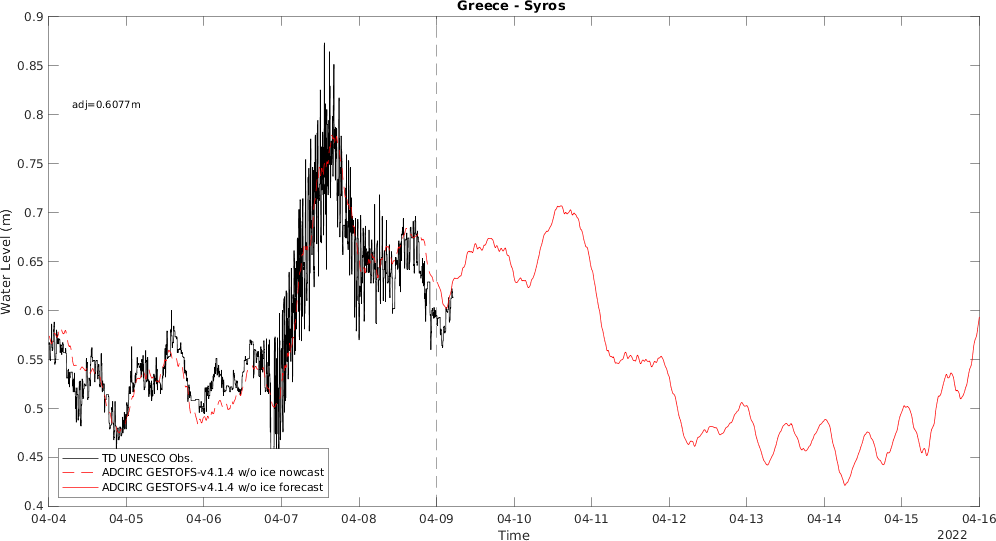 Greece - Syros
0.9
0.85
0.8
0.75
0.7
0.65
0.6
0.55
0.5
0.45
0.4
Water Level (m)
adj=0.6077m
TD UNESCO Obs.
ADCIRC GESTOFS-v4.1.4 w/o ice nowcast
ADCIRC GESTOFS-v4.1.4 w/o ice forecast
04-04 04-05 04-06 04-07 04-08 04-09 04-10 04-11 04-12 04-13 04-14 04-15 04-16
Time
2022